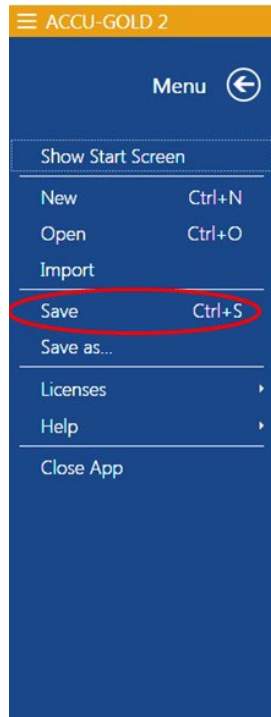 ACCU-GOLD 2
Menu
Show Start Screen
New Ctrl+N
Open Ctrl+O
Import
Save Ctrl+S
Save as...
Licenses
Help
Close App